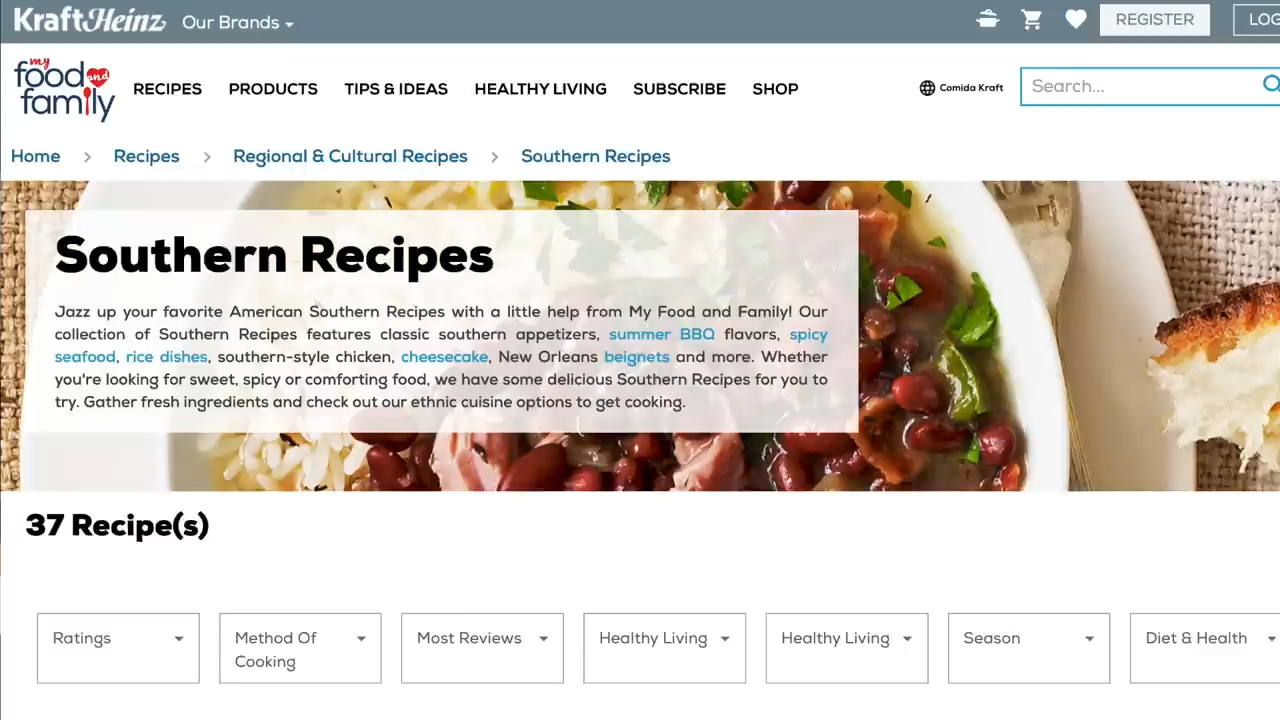 KraftHeinz Our Brands REGISTER
my food and family
RECIPES PRODUCTS TIPS & IDEAS HEALTHY LIVING SUBSCRIBE SHOP Comida Kraft Search...
Home > Recipes > Regional & Cultural Recipes > Southern Recipes
Southern Recipes
Jazz up your favorite American Southern Recipes with a little help from My Food and Family! Our
collection of Southern Recipes features classic southern appetizers, summer BBQ flavors, spicy
seafood, rice dishes, southern-style chicken, cheesecake, New Orleans beignets and more. Whether
you're looking for sweet, spicy or comforting food, we have some delicious Southern Recipes for you to
try. Gather fresh ingredients and check out our ethnic cuisine options to get cooking.
37 Recipe(s)
Ratings Method Of Most Reviews Healthy Living Healthy Living Season Diet & Health
Cooking